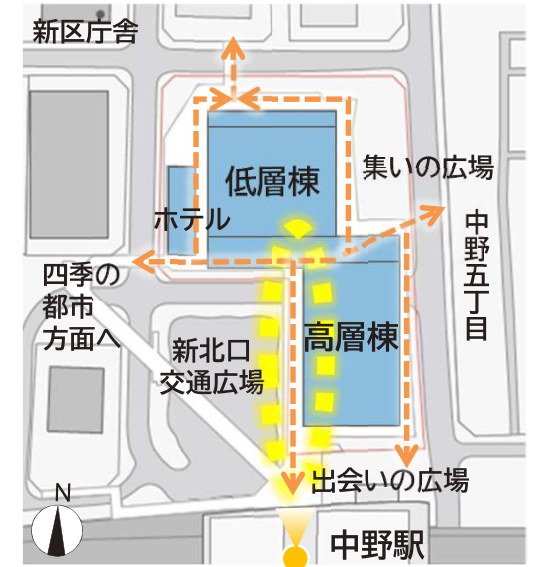 新区庁舎
低層棟
集いの広場
ホテル
中野五丁目
四季の
都市
方面へ
高層棟
新北口
交通広場
出会いの広場
N
中野駅